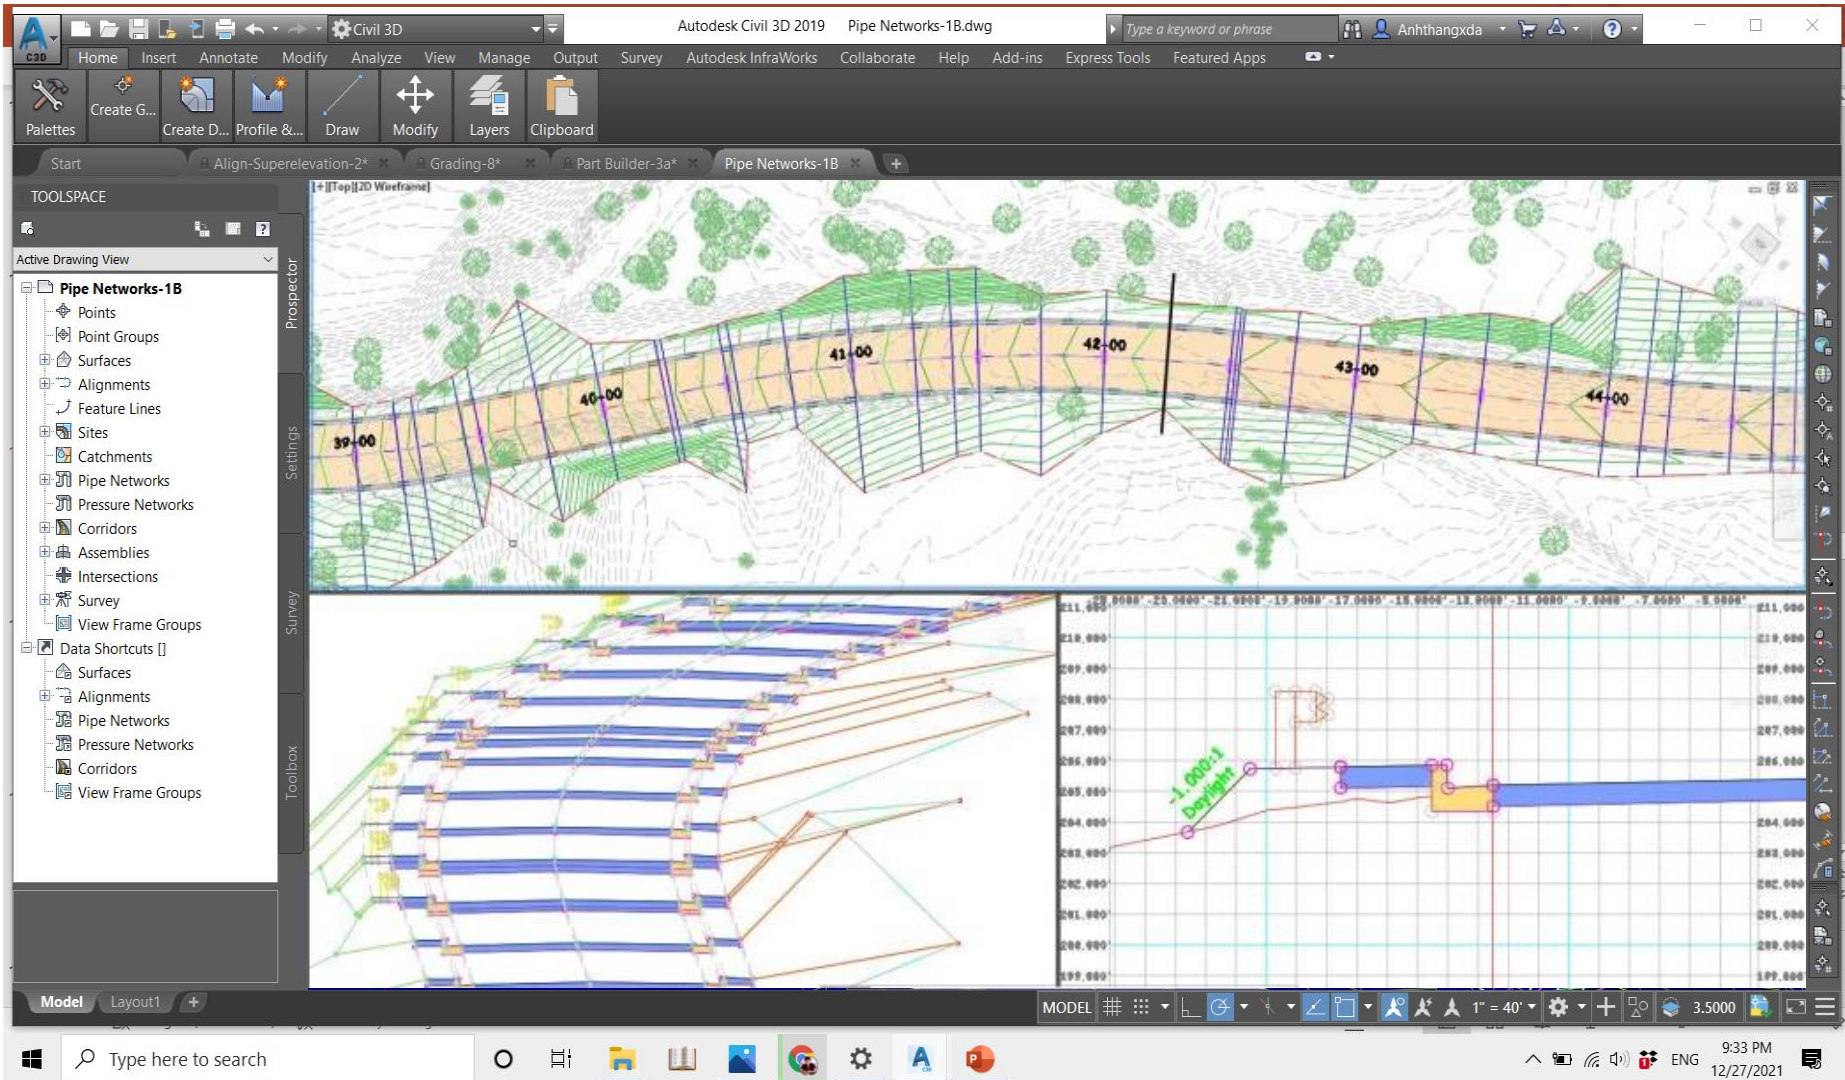 C3D
Civil 3D
Autodesk Civil 3D 2019 Pipe Networks-1B.dwg
Type a keyword or phrase
Anhthangxda
Home Insert Annotate Modify Analyze View Manage Output Survey Autodesk InfraWorks Collaborate Help Add-ins Express Tools Featured Apps
Palettes
Create G...
Create D...
Profile &...
Draw
Modify
Layers
Clipboard
Start Align-Superelevation-2* Grading-8* Part Builder-3a* Pipe Networks-1B
TOOLSPACE
Active Drawing View
Pipe Networks-1B
Points
Point Groups
Surfaces
Alignments
Feature Lines
Sites
Catchments
Pipe Networks
Pressure Networks
Corridors
Assemblies
Intersections
Survey
View Frame Groups
Data Shortcuts []
Surfaces
Alignments
Pipe Networks
Pressure Networks
Corridors
View Frame Groups
Prospector
Settings
Survey
Toolbox
[+][Top][2D Wireframe]
39+00
40+00
41+00
42+00
43+00
44+00
-1.000:1
Daylight
Model Layout1
MODEL 1" = 40' 3.5000
Type here to search
ENG
9:33 PM
12/27/2021